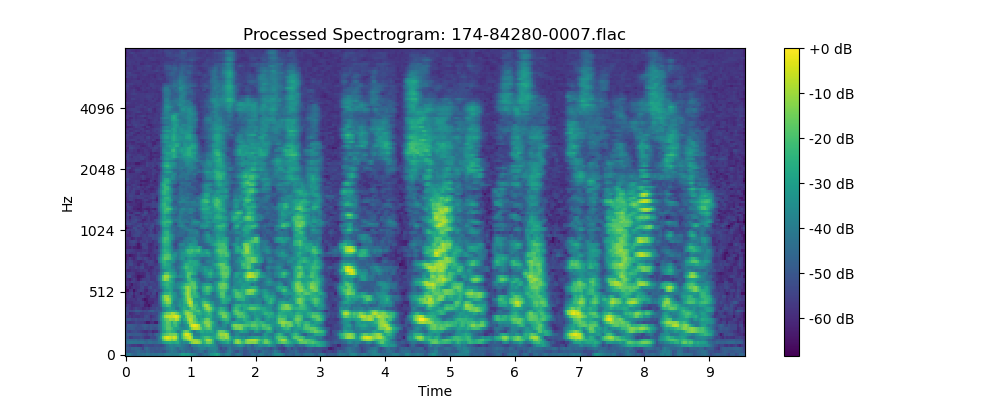 Processed Spectrogram: 174-84280-0007.flac
+0 dB
-10 dB
-20 dB
-30 dB
-40 dB
-50 dB
-60 dB
4096
2048
1024
512
0
Hz
0 1 2 3 4 5 6 7 8 9
Time